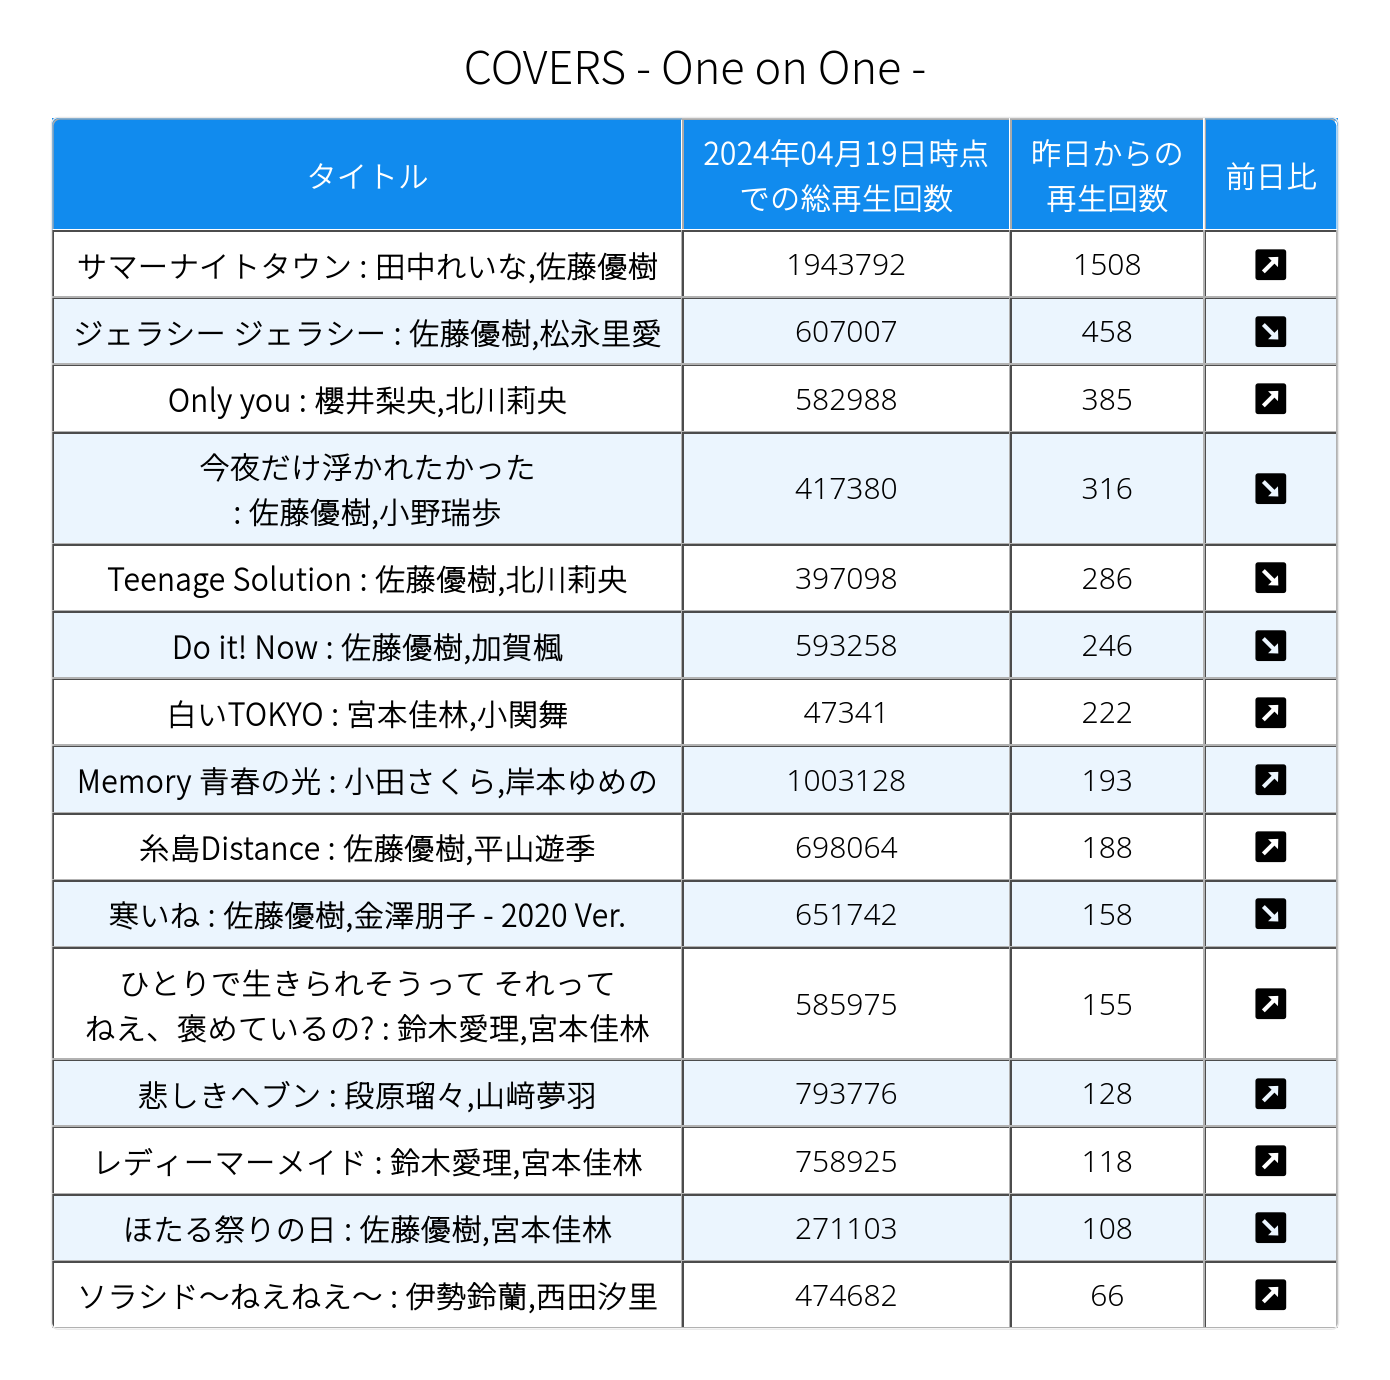 COVERS - One on One -
タイトル
2024年04月19日時点
での総再生回数
昨日からの
再生回数
前日比
サマーナイトタウン : 田中れいな,佐藤優樹 1943792 1508
ジェラシー ジェラシー : 佐藤優樹,松永里愛 607007 458
Only you : 櫻井梨央,北川莉央 582988 385
今夜だけ浮かれたかった
: 佐藤優樹,小野瑞歩 417380 316
Teenage Solution : 佐藤優樹,北川莉央 397098 286
Do it! Now : 佐藤優樹,加賀楓 593258 246
白いTOKYO : 宮本佳林,小関舞 47341 222
Memory 青春の光 : 小田さくら,岸本ゆめの 1003128 193
糸島Distance : 佐藤優樹,平山遊季 698064 188
寒いね : 佐藤優樹,金澤朋子 - 2020 Ver. 651742 158
ひとりで生きられそうって それって
ねえ、褒めているの? : 鈴木愛理,宮本佳林 585975 155
悲しきヘブン : 段原瑠々,山﨑夢羽 793776 128
レディーマーメイド : 鈴木愛理,宮本佳林 758925 118
ほたる祭りの日 : 佐藤優樹,宮本佳林 271103 108
ソラシド〜ねえねえ〜 : 伊勢鈴蘭,西田汐里 474682 66